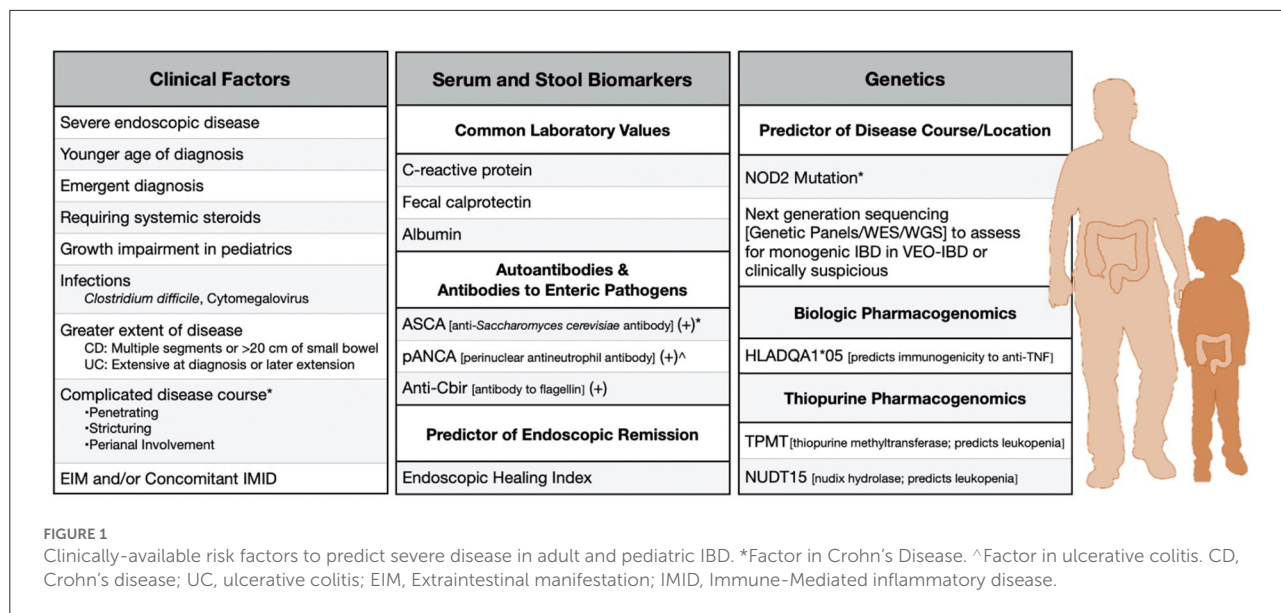 Clinical Factors
Severe endoscopic disease
Younger age of diagnosis
Emergent diagnosis
Requiring systemic steroids
Growth impairment in pediatrics
Infections
Clostridium difficile, Cytomegalovirus
Greater extent of disease
CD: Multiple segments or >20 cm of small bowel
UC: Extensive at diagnosis or later extension
Complicated disease course*
•Penetrating
•Stricturing
•Perianal Involvement
EIM and/or Concomitant IMID
Serum and Stool Biomarkers
Common Laboratory Values
C-reactive protein
Fecal calprotectin
Albumin
Autoantibodies &
Antibodies to Enteric Pathogens
ASCA [anti-Saccharomyces cerevisiae antibody] (+)*
pANCA [perinuclear antineutrophil antibody] (+)^
Anti-Cbir [antibody to flagellin] (+)
Predictor of Endoscopic Remission
Endoscopic Healing Index
Genetics
Predictor of Disease Course/Location
NOD2 Mutation*
Next generation sequencing
[Genetic Panels/WES/WGS] to assess
for monogenic IBD in VEO-IBD or
clinically suspicious
Biologic Pharmacogenomics
HLADQA1*05 [predicts immunogenicity to anti-TNF]
Thiopurine Pharmacogenomics
TPMT [thiopurine methyltransferase; predicts leukopenia]
NUDT15 [nudix hydrolase; predicts leukopenia]
FIGURE 1
Clinically-available risk factors to predict severe disease in adult and pediatric IBD. *Factor in Crohn's Disease. ^Factor in ulcerative colitis. CD,
Crohn's disease; UC, ulcerative colitis; EIM, Extraintestinal manifestation; IMID, Immune-Mediated inflammatory disease.